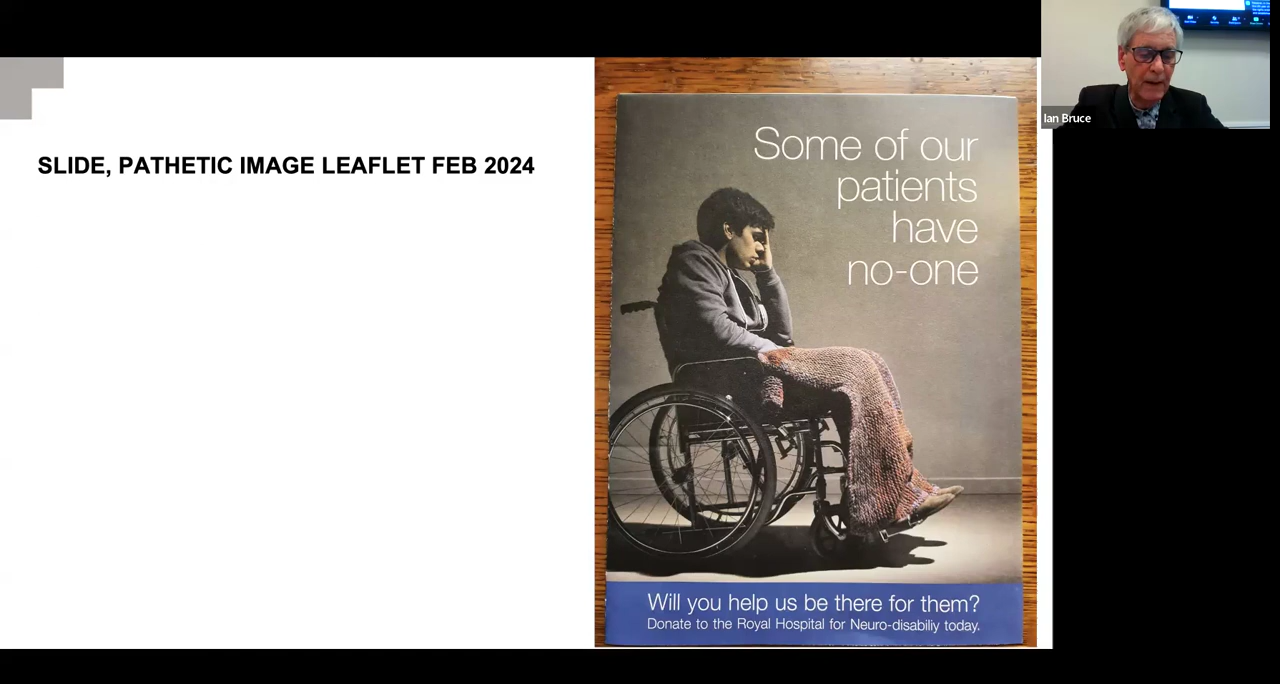 SLIDE, PATHETIC IMAGE LEAFLET FEB 2024
Some of our
patients
have
no-one
Will you help us be there for them?
Donate to the Royal Hospital for Neuro-disabiliy today.
Ian Bruce